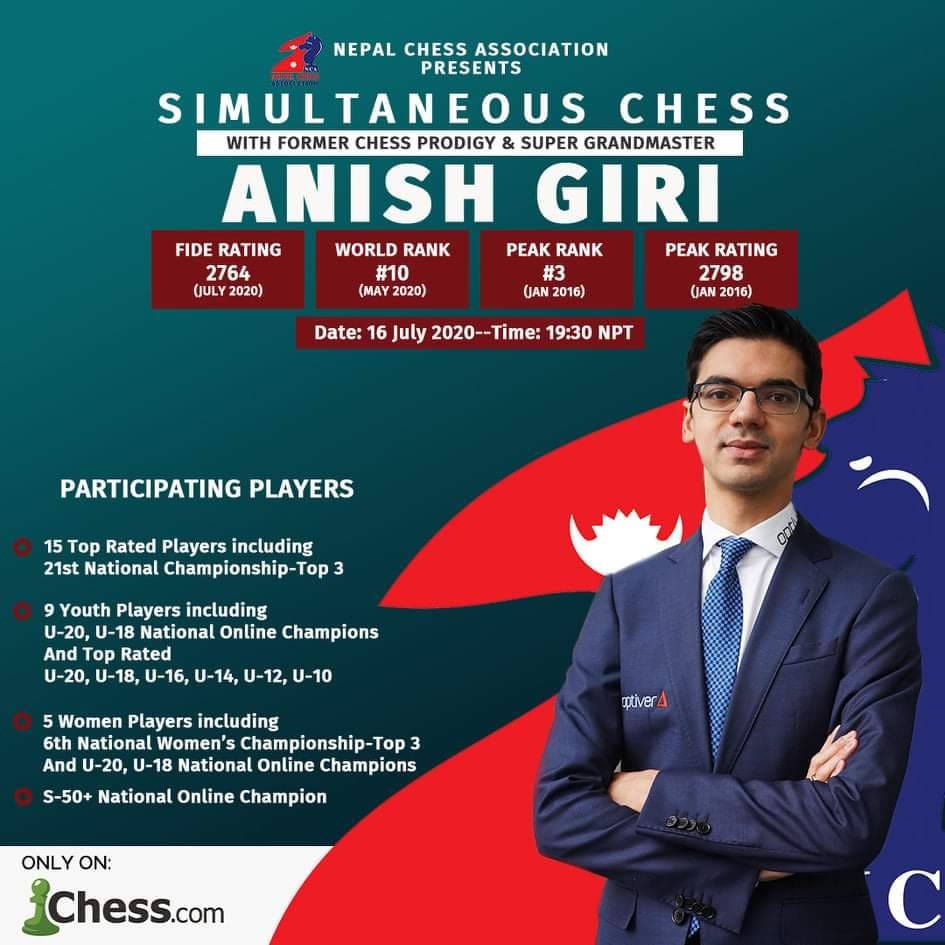 NEPAL CHESS ASSOCIATION
PRESENTS
SIMULTANEOUS CHESS
WITH FORMER CHESS PRODIGY & SUPER GRANDMASTER
ANISH GIRI
FIDE RATING
2764
(JULY 2020)
WORLD RANK
#10
(MAY 2020)
PEAK RANK
#3
(JAN 2016)
PEAK RATING
2798
(JAN 2016)
Date: 16 July 2020--Time: 19:30 NPT
PARTICIPATING PLAYERS
15 Top Rated Players including
21st National Championship-Top 3
9 Youth Players including
U-20, U-18 National Online Champions
And Top Rated
U-20, U-18, U-16, U-14, U-12, U-10
5 Women Players including
6th National Women's Championship-Top 3
And U-20, U-18 National Online Champions
S-50+ National Online Champion
optiver
ONLY ON:
Chess.com
C